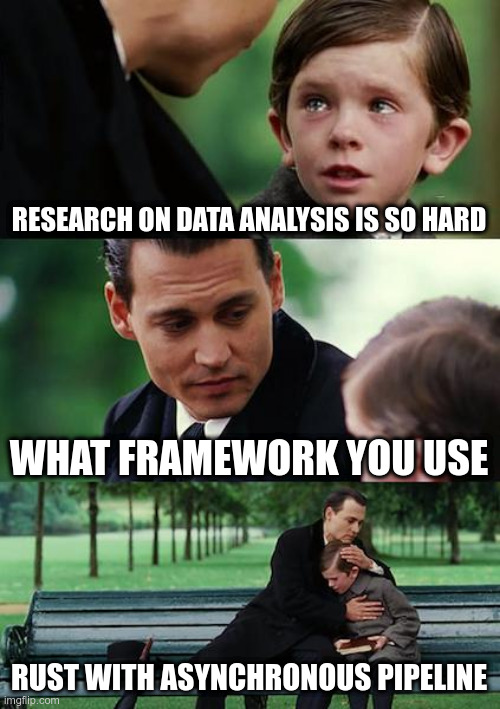 RESEARCH ON DATA ANALYSIS IS SO HARD
WHAT FRAMEWORK YOU USE
RUST WITH ASYNCHRONOUS PIPELINE
imgflip.com